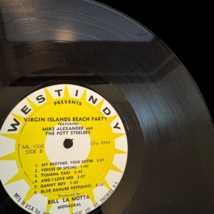 WESTINDY
PRESENTS
VIRGIN ISLANDS BEACH PARTY
FEATURING
MIKE ALEXANDER and
THE POTT STEELERS
SIDE B
RPM
1. MY BROTHER, YOUR SISTER
2. VOICES OF SPRING
3. TIJUANA TAXI
4. AND I LOVE HER
5. DANNY BOY
6. BLUE DANUBE
Produced by
BILL LA MOTTA
MONAURAL